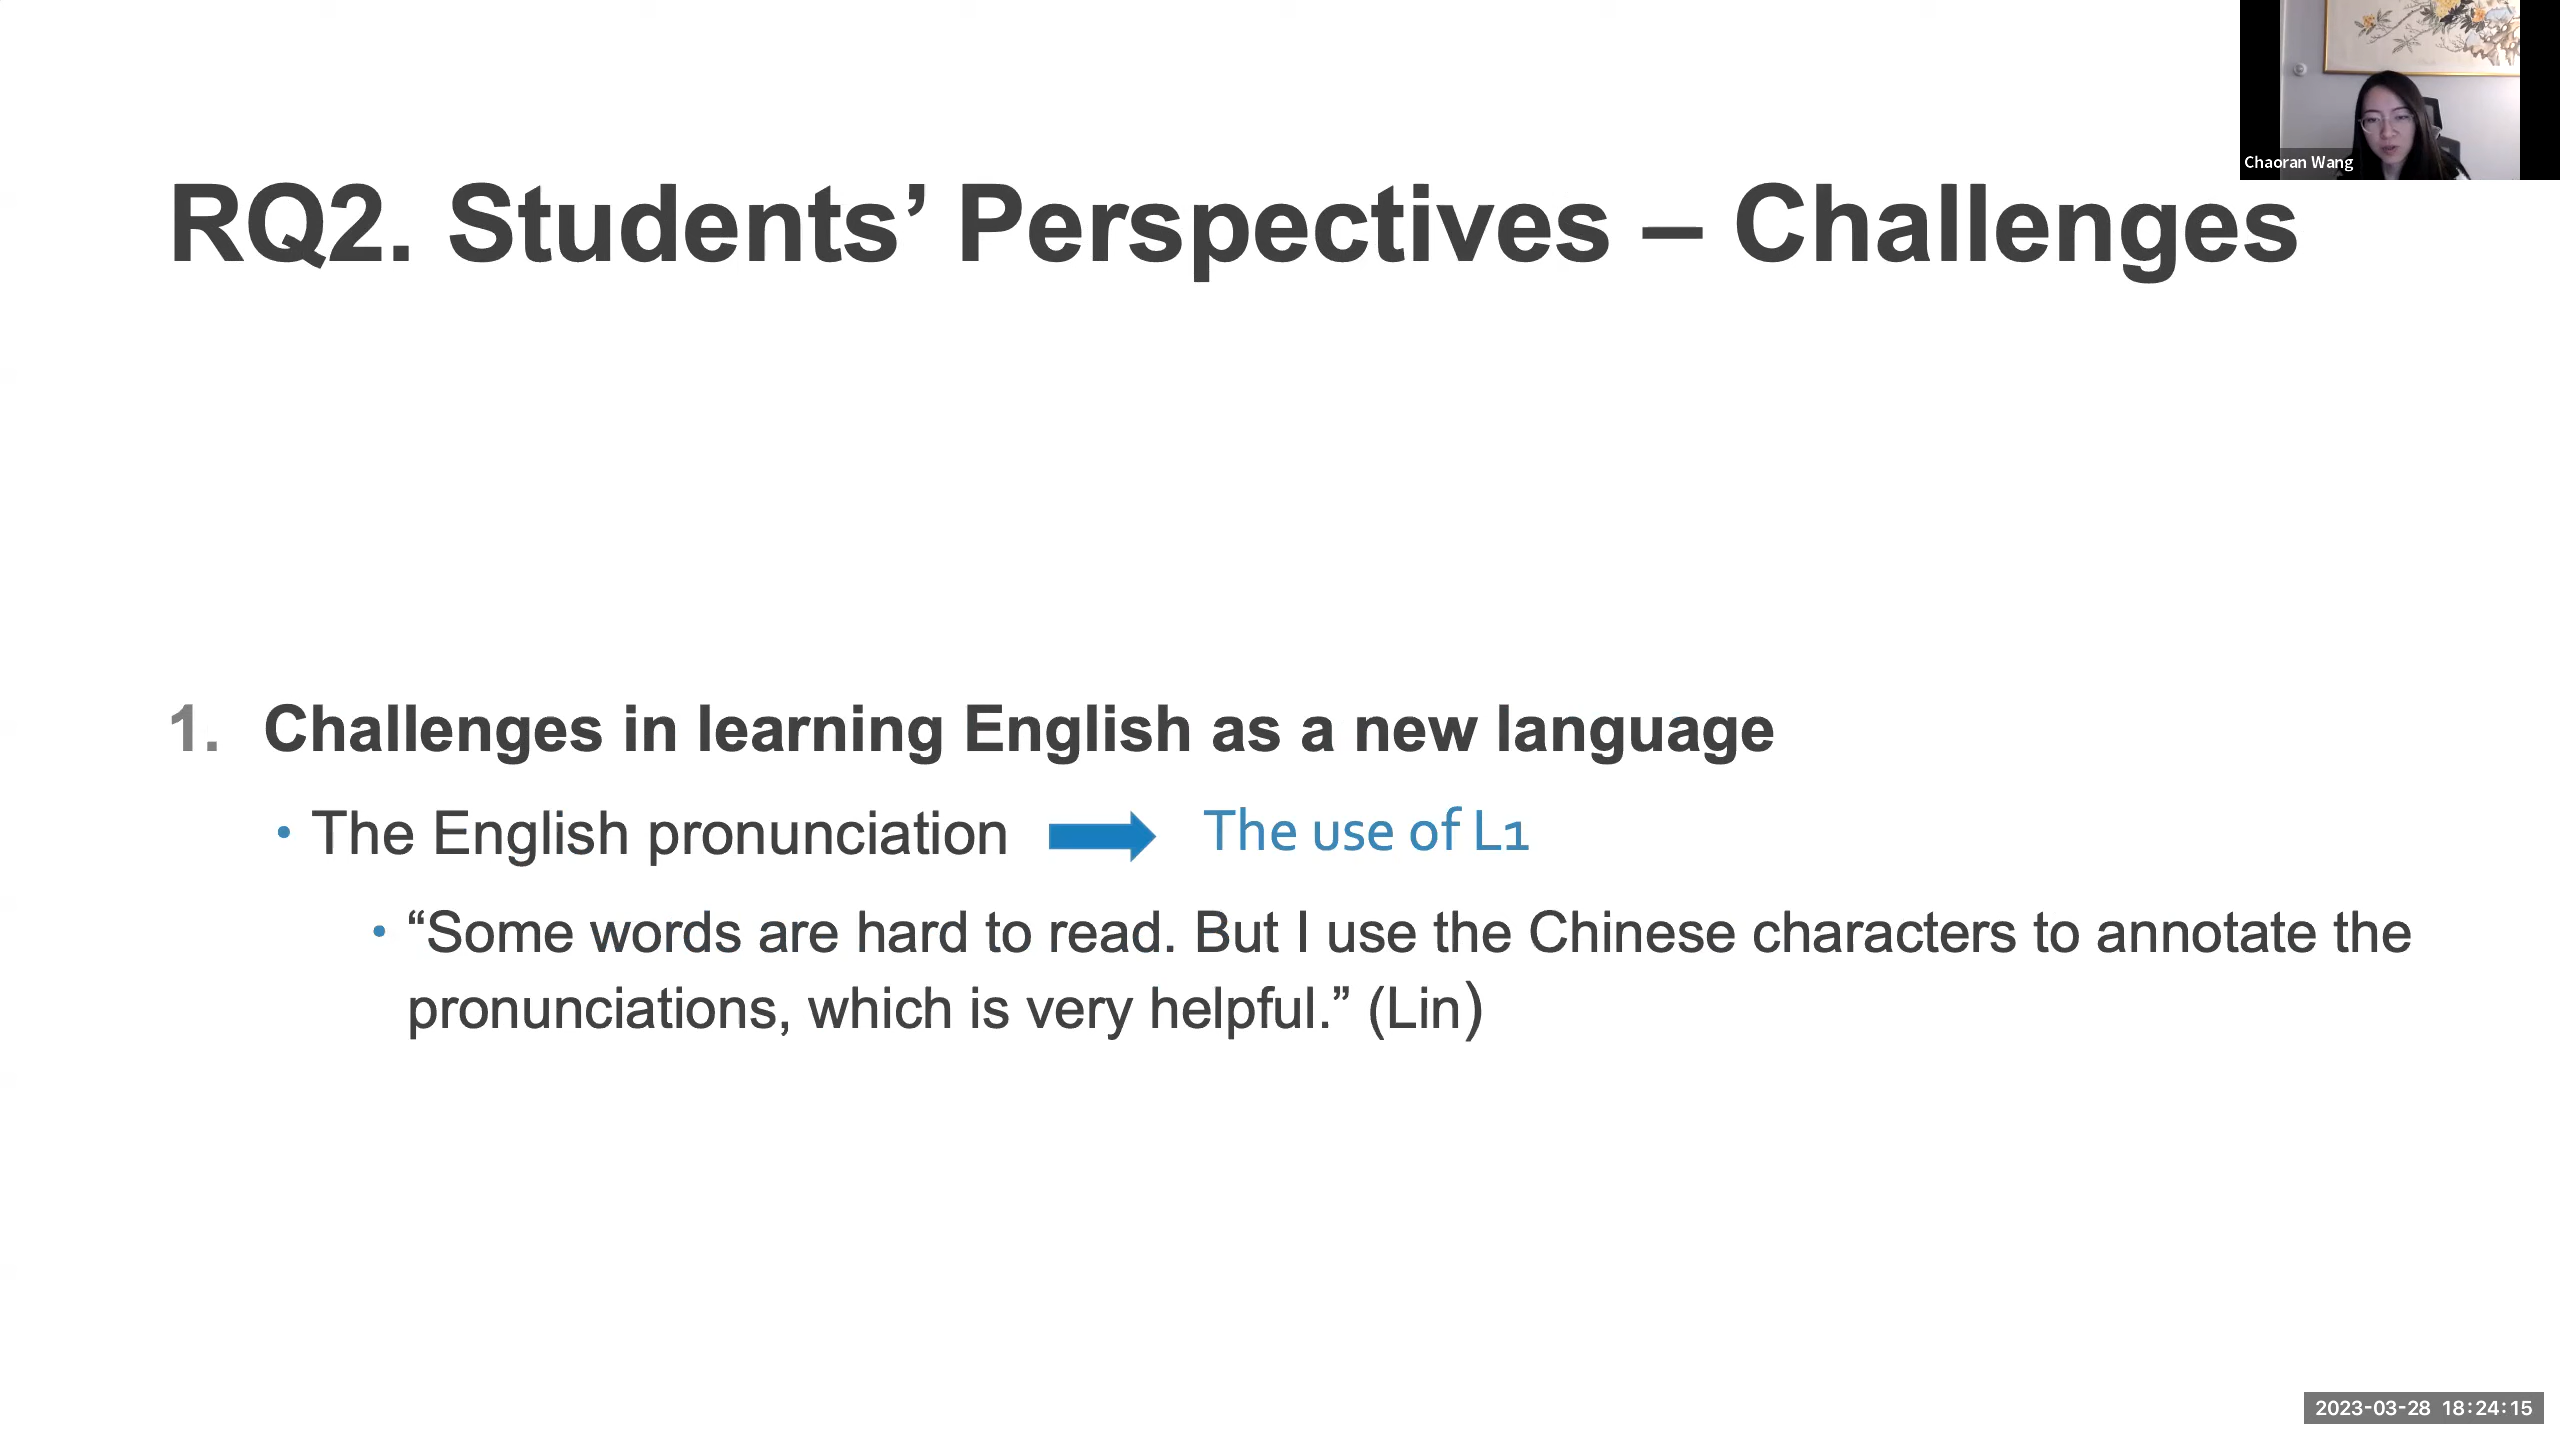 Chaoran Wang
RQ2. Students’ Perspectives – Challenges
1. Challenges in learning English as a new language
• The English pronunciation The use of L1
• “Some words are hard to read. But I use the Chinese characters to annotate the
pronunciations, which is very helpful.” (Lin)
2023-03-28 18:24:15